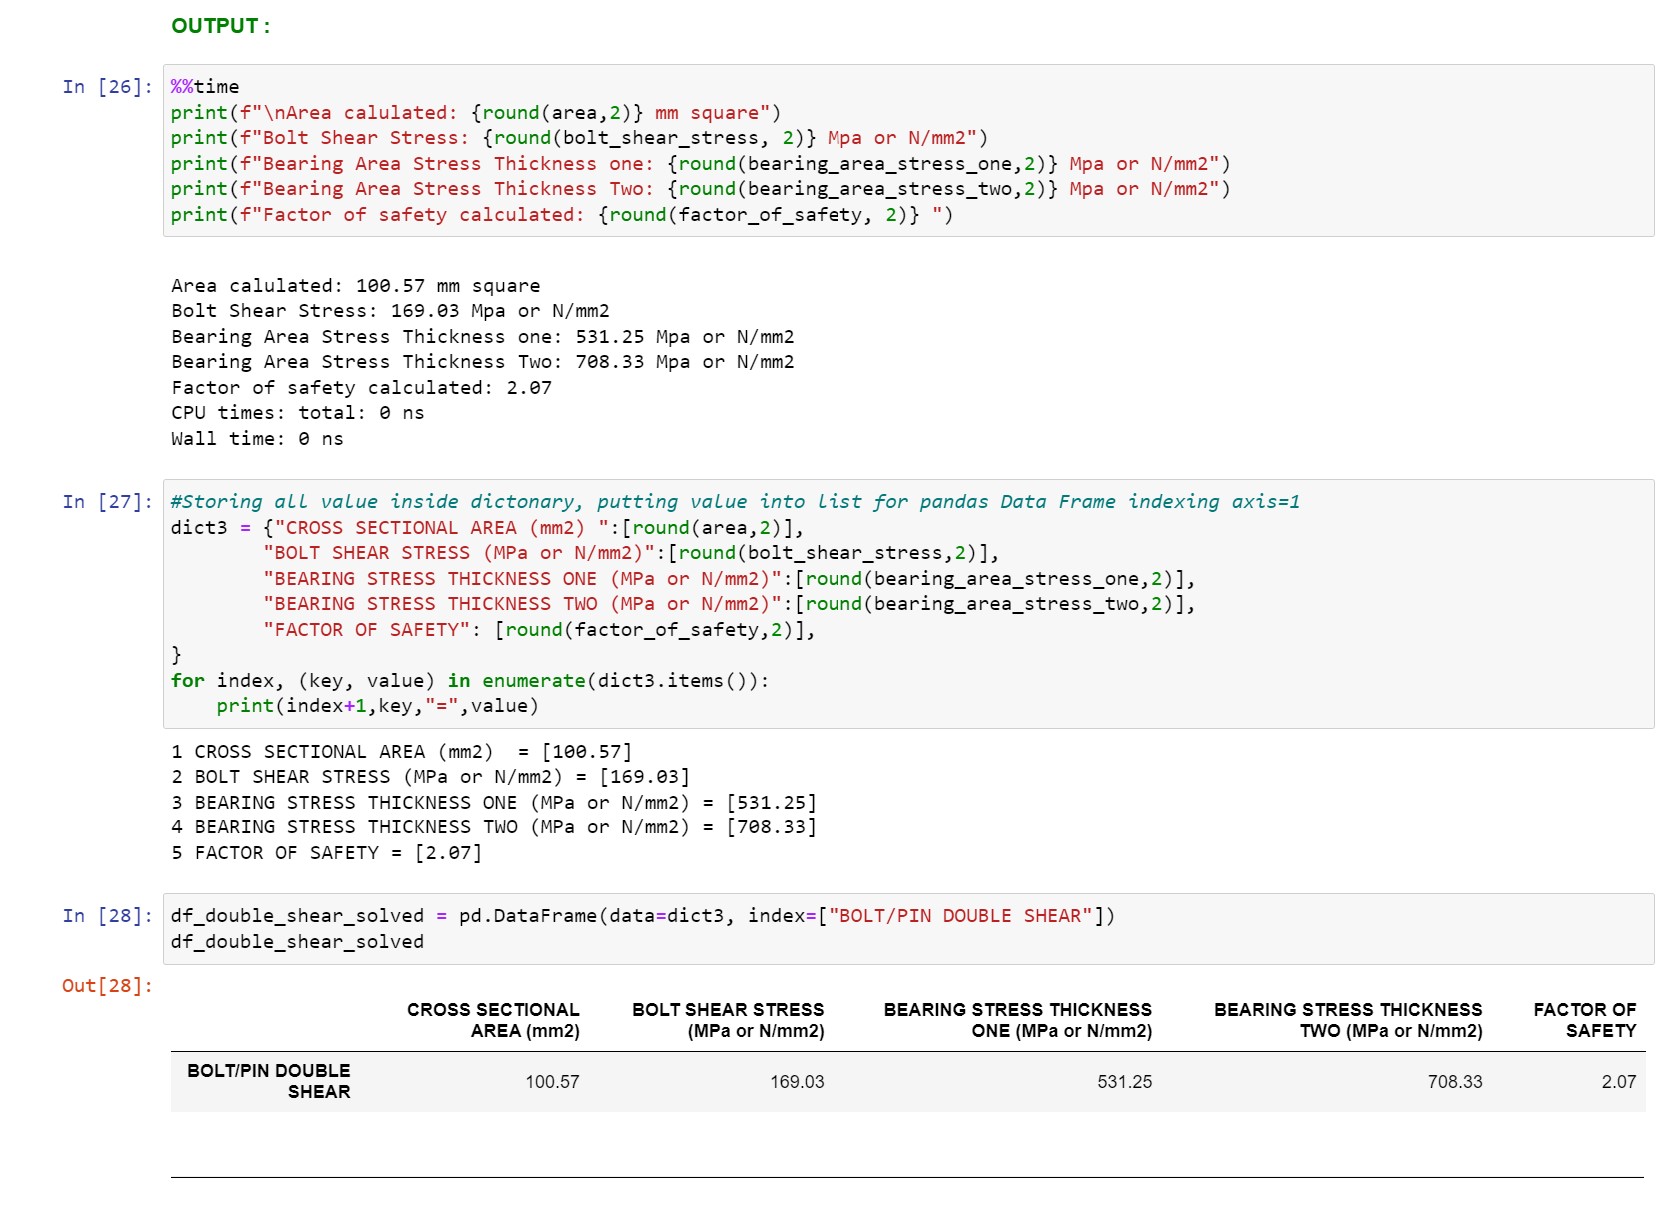 OUTPUT :
In [26]: %%time
print(f"\nArea calulated: {round(area,2)} mm square")
print(f"Bolt Shear Stress: {round(bolt_shear_stress, 2)} Mpa or N/mm2")
print(f"Bearing Area Stress Thickness one: {round(bearing_area_stress_one,2)} Mpa or N/mm2")
print(f"Bearing Area Stress Thickness Two: {round(bearing_area_stress_two,2)} Mpa or N/mm2")
print(f"Factor of safety calculated: {round(factor_of_safety, 2)} ")
Area calulated: 100.57 mm square
Bolt Shear Stress: 169.03 Mpa or N/mm2
Bearing Area Stress Thickness one: 531.25 Mpa or N/mm2
Bearing Area Stress Thickness Two: 708.33 Mpa or N/mm2
Factor of safety calculated: 2.07
CPU times: total: 0 ns
Wall time: 0 ns
In [27]: #Storing all value inside dictonary, putting value into list for pandas Data Frame indexing axis=1
dict3 = {"CROSS SECTIONAL AREA (mm2) ":[round(area,2)],
        "BOLT SHEAR STRESS (MPa or N/mm2)":[round(bolt_shear_stress,2)],
        "BEARING STRESS THICKNESS ONE (MPa or N/mm2)":[round(bearing_area_stress_one,2)],
        "BEARING STRESS THICKNESS TWO (MPa or N/mm2)":[round(bearing_area_stress_two,2)],
        "FACTOR OF SAFETY": [round(factor_of_safety,2)],
}
for index, (key, value) in enumerate(dict3.items()):
    print(index+1,key,"=",value)
1 CROSS SECTIONAL AREA (mm2)  = [100.57]
2 BOLT SHEAR STRESS (MPa or N/mm2) = [169.03]
3 BEARING STRESS THICKNESS ONE (MPa or N/mm2) = [531.25]
4 BEARING STRESS THICKNESS TWO (MPa or N/mm2) = [708.33]
5 FACTOR OF SAFETY = [2.07]
In [28]: df_double_shear_solved = pd.DataFrame(data=dict3, index=["BOLT/PIN DOUBLE SHEAR"])
df_double_shear_solved
Out[28]:
CROSS SECTIONAL BOLT SHEAR STRESS BEARING STRESS THICKNESS BEARING STRESS THICKNESS FACTOR OF
AREA (mm2) (MPa or N/mm2) ONE (MPa or N/mm2) TWO (MPa or N/mm2) SAFETY
BOLT/PIN DOUBLE
SHEAR
100.57 169.03 531.25 708.33 2.07